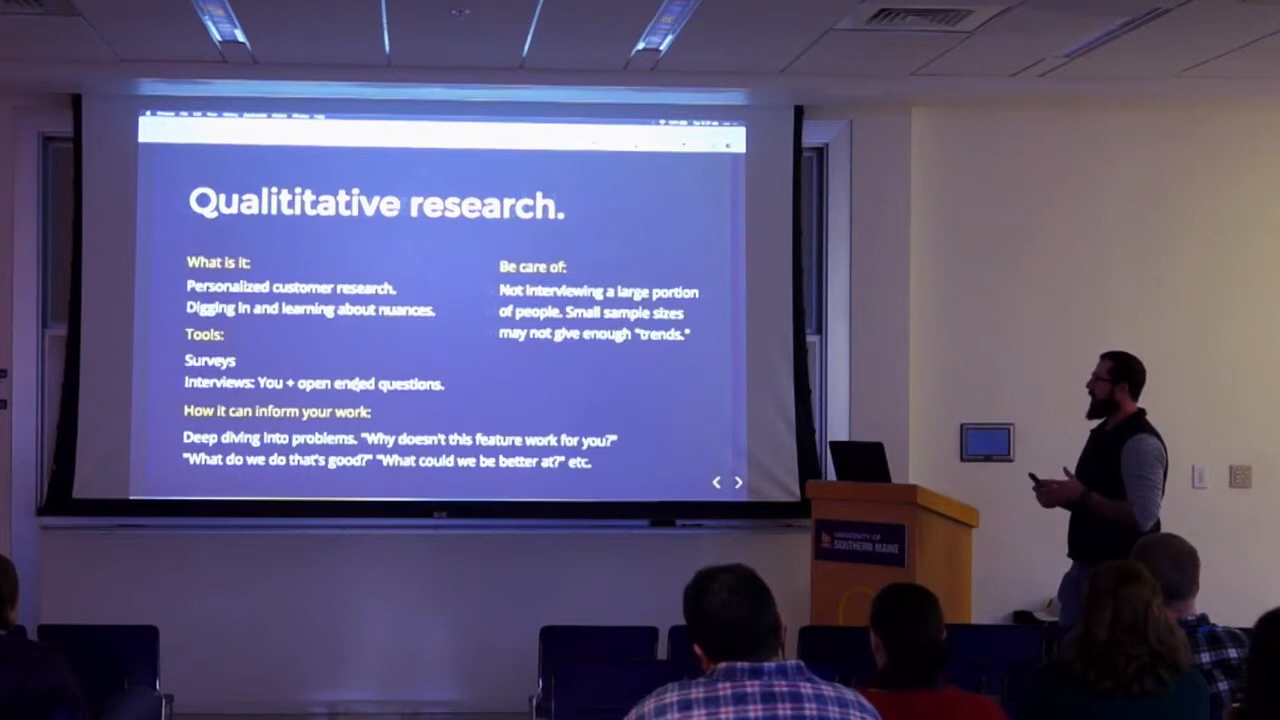 Qualititative research.
What is it:
Personalized customer research.
Digging in and learning about nuances.
Tools:
Surveys
Interviews: You + open ended questions.
How it can inform your work:
Deep diving into problems. "Why doesn't this feature work for you?"
"What do we do that's good?" "What could we be better at?" etc.
Be care of:
Not interviewing a large portion
of people. Small sample sizes
may not give enough "trends."
UNIVERSITY OF
SOUTHERN MAINE